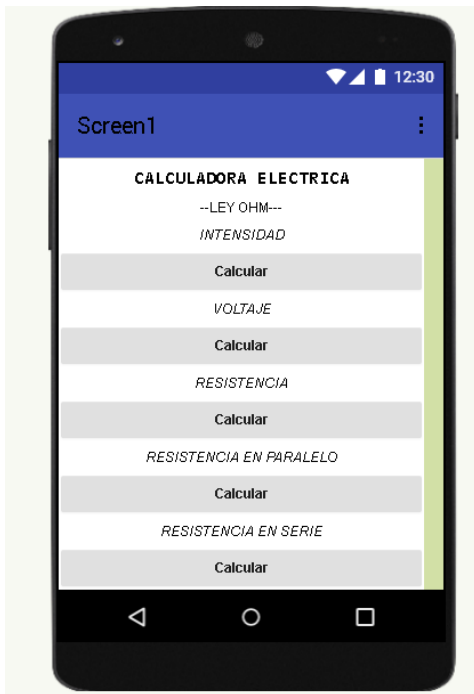 12:30
Screen1
CALCULADORA ELECTRICA
--LEY OHM---
INTENSIDAD
Calcular
VOLTAJE
Calcular
RESISTENCIA
Calcular
RESISTENCIA EN PARALELO
Calcular
RESISTENCIA EN SERIE
Calcular